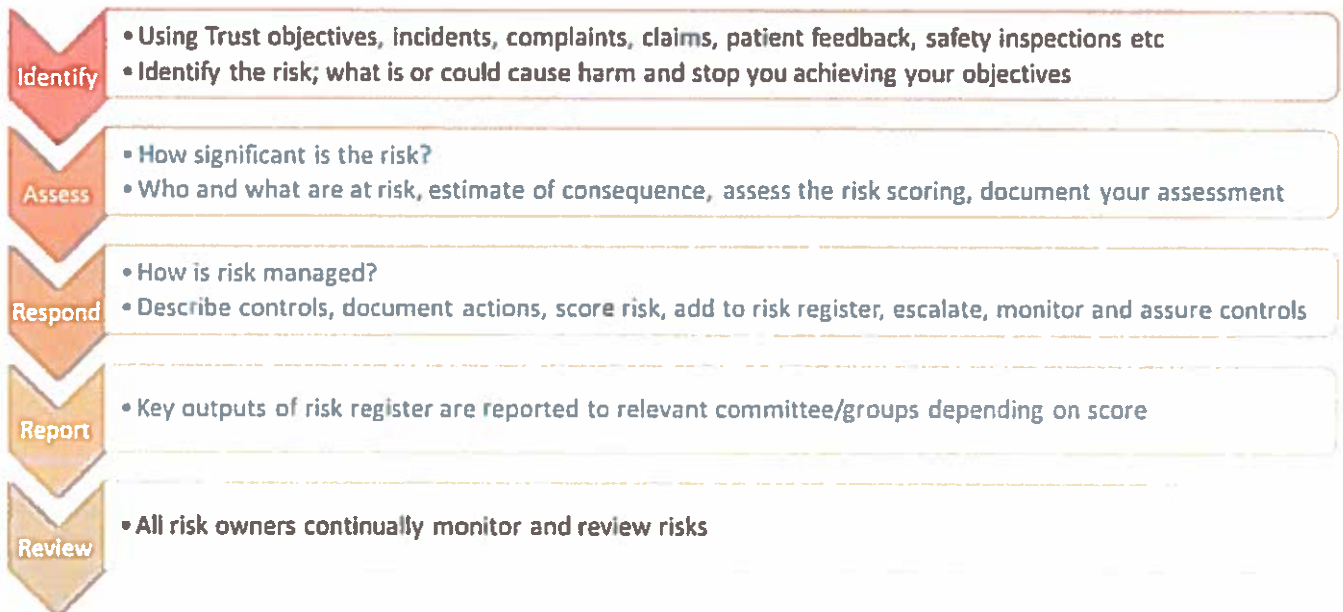 Identify
• Using Trust objectives, incidents, complaints, claims, patient feedback, safety inspections etc
• Identify the risk; what is or could cause harm and stop you achieving your objectives
Assess
• How significant is the risk?
• Who and what are at risk, estimate of consequence, assess the risk scoring, document your assessment
Respond
• How is risk managed?
• Describe controls, document actions, score risk, add to risk register, escalate, monitor and assure controls
Report
• Key outputs of risk register are reported to relevant committee/groups depending on score
Review
• All risk owners continually monitor and review risks